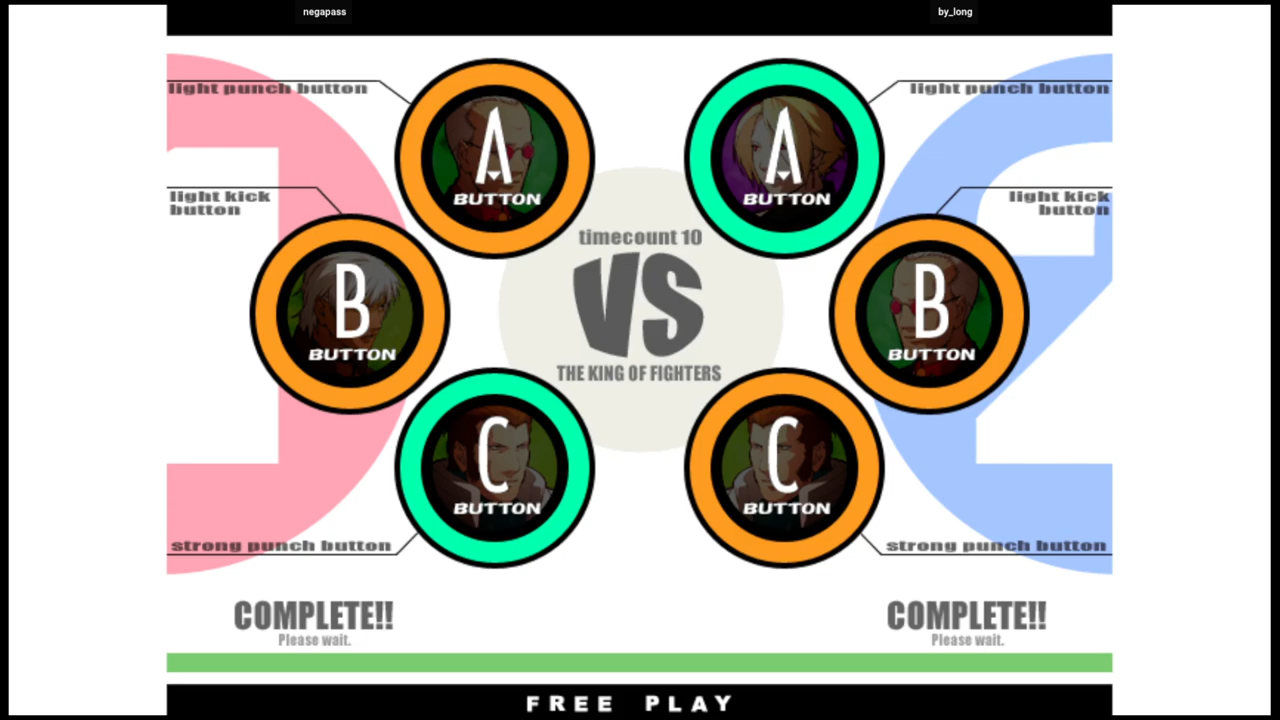 negapass
by_long
light punch button
A
BUTTON
A
BUTTON
light punch button
light kick
button
B
BUTTON
timecount 10
VS
THE KING OF FIGHTERS
light kick
button
B
BUTTON
C
BUTTON
C
BUTTON
strong punch button
strong punch button
COMPLETE!!
Please wait.
COMPLETE!!
Please wait.
FREE PLAY
1
2